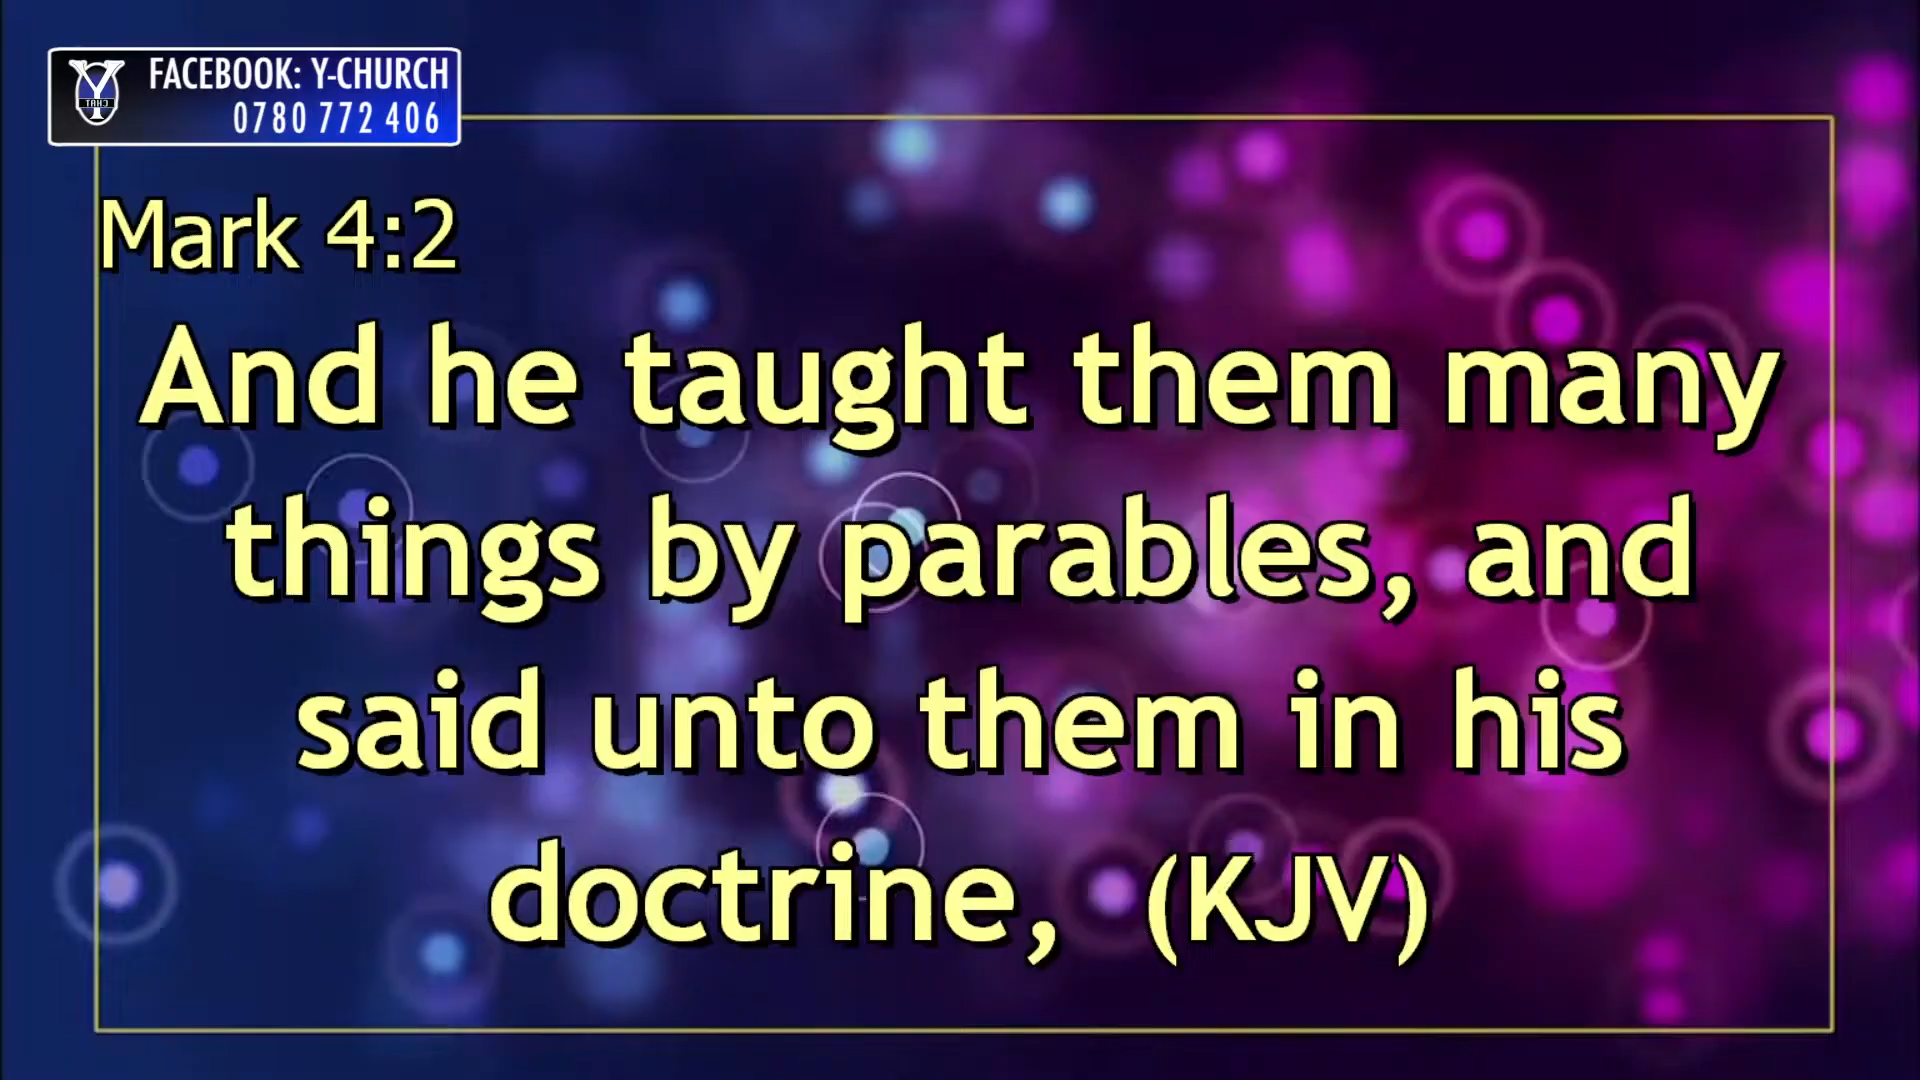 FACEBOOK: Y-CHURCH
0780 772 406
Mark 4:2
And he taught them many
things by parables, and
said unto them in his
doctrine, (KJV)